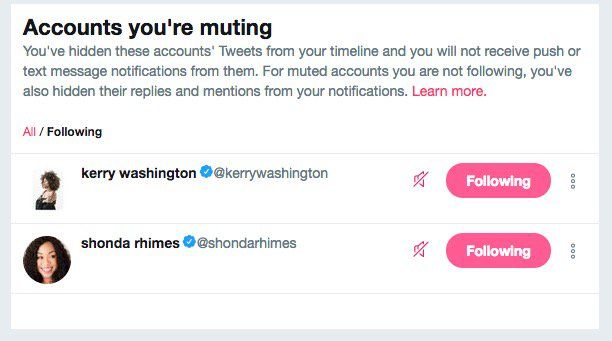 Accounts you're muting
You've hidden these accounts' Tweets from your timeline and you will not receive push or
text message notifications from them. For muted accounts you are not following, you've
also hidden their replies and mentions from your notifications. Learn more.
All / Following
kerry washington @kerrywashington Following
shonda rhimes @shondarhimes Following